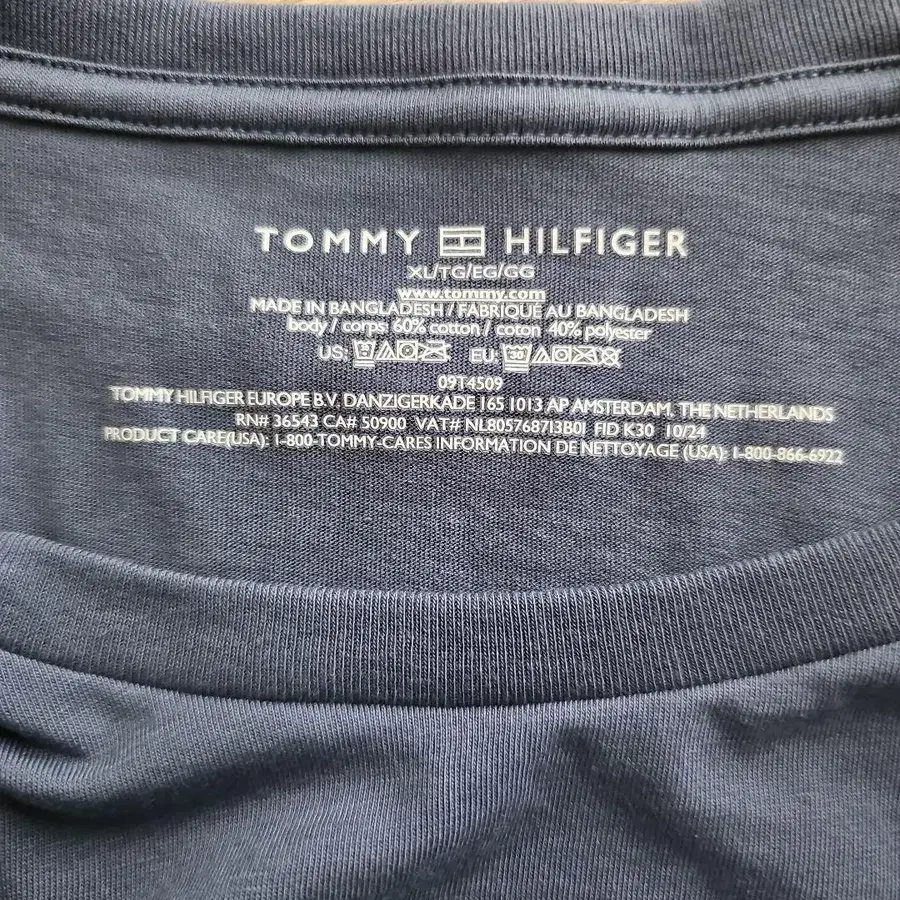 TOMMY HILFIGER
XL/TG/EG/GG
www.tommy.com
MADE IN BANGLADESH / FABRIQUE AU BANGLADESH
body / corps: 60% cotton / coton 40% polyester
US: EU: 30
09T4509
TOMMY HILFIGER EUROPE B.V. DANZIGERKADE 165 1013 AP AMSTERDAM, THE NETHERLANDS
RN# 36543 CA# 50900 VAT# NL805768713B01 FID K30 10/24
PRODUCT CARE(USA): 1-800-TOMMY-CARES INFORMATION DE NETTOYAGE (USA): 1-800-866-6922